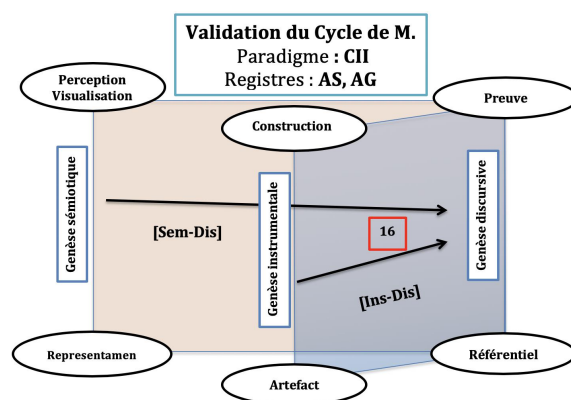 Validation du Cycle de M.
Paradigme : CII
Registres : AS, AG
Perception
Visualisation
Construction
Preuve
Genèse sémiotique
Genèse instrumentale
Genèse discursive
[Sem-Dis]
16
[Ins-Dis]
Representamen
Artefact
Référentiel